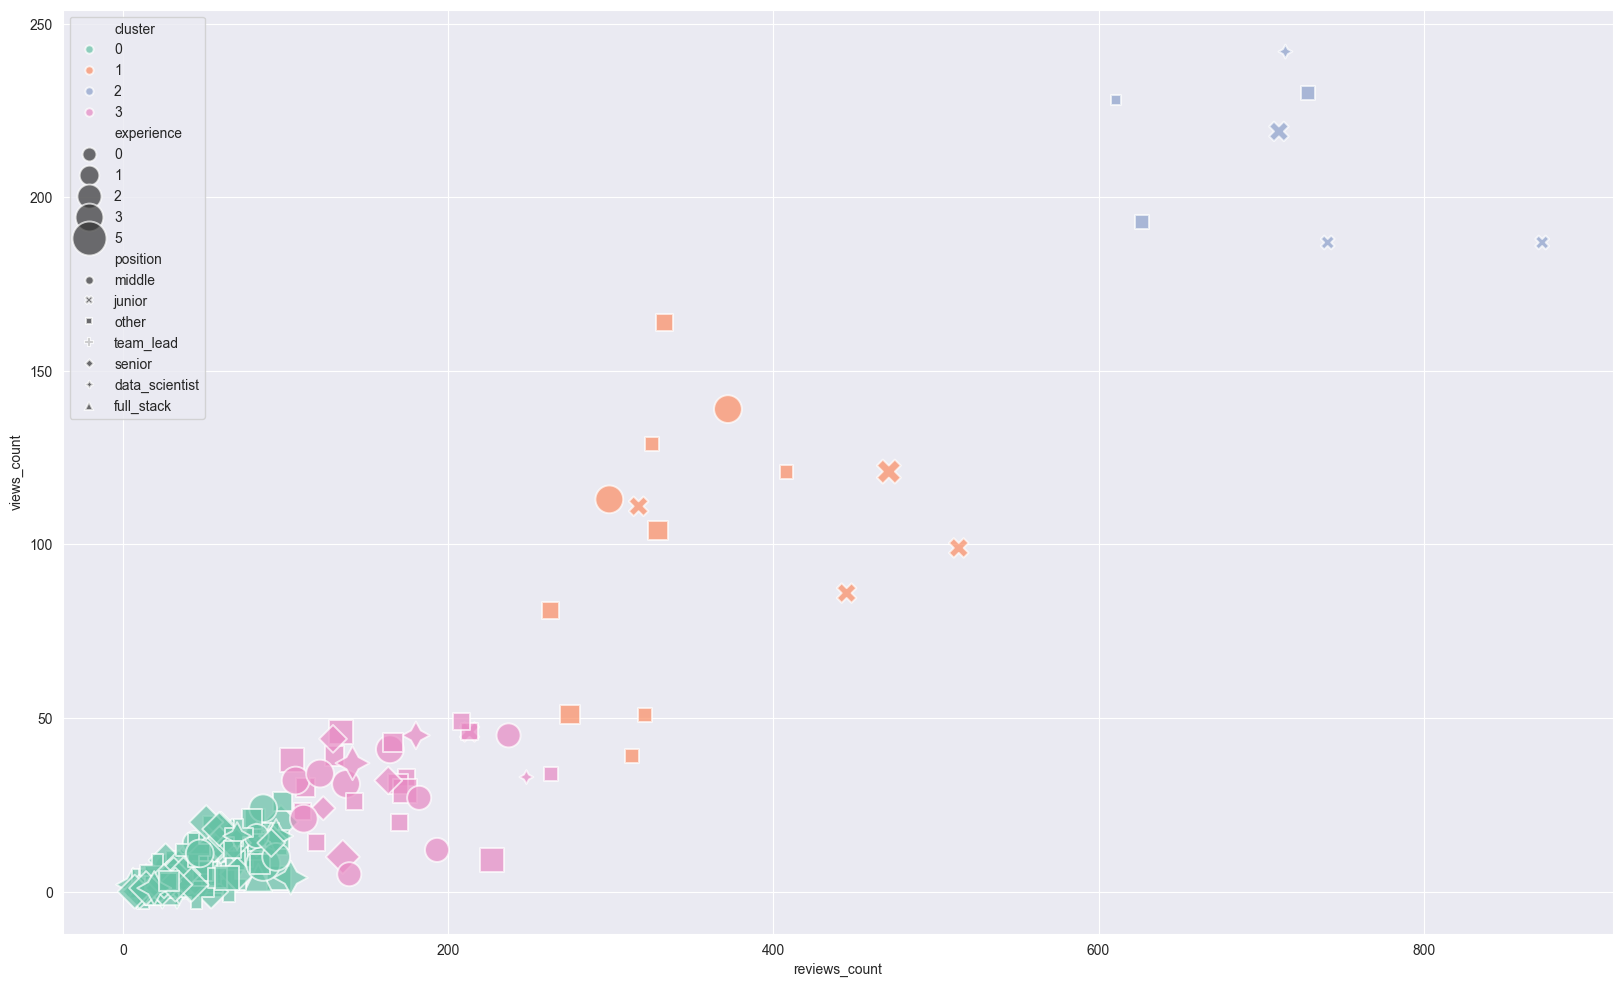 cluster
0
1
2
3
experience
0
1
2
3
5
position
middle
junior
other
team_lead
senior
data_scientist
full_stack
250
200
150
100
50
0
views_count
0 200 400 600 800
reviews_count